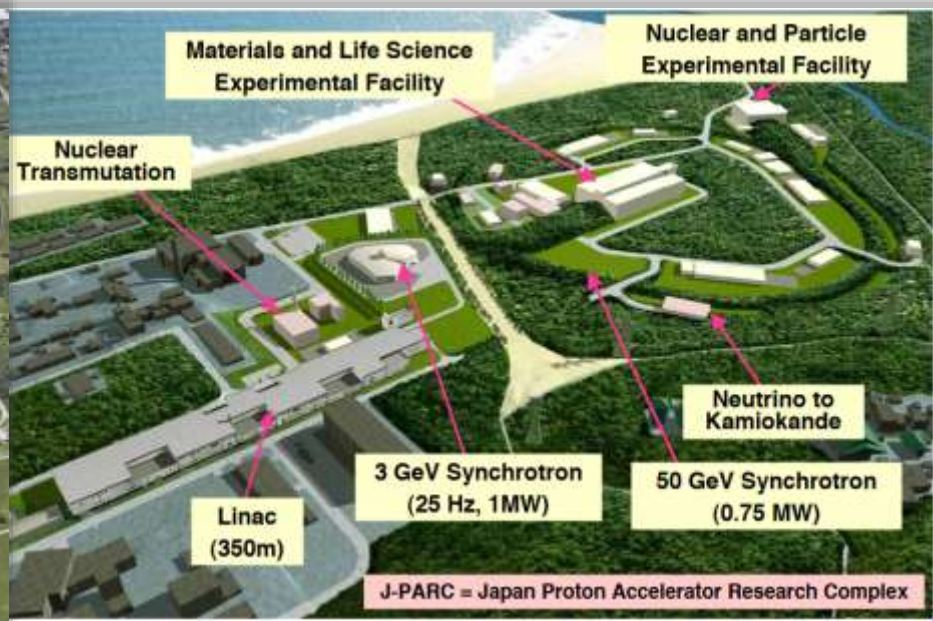 Materials and Life Science
Experimental Facility
Nuclear and Particle
Experimental Facility
Nuclear
Transmutation
Neutrino to
Kamiokande
3 GeV Synchrotron
(25 Hz, 1MW)
50 GeV Synchrotron
(0.75 MW)
Linac
(350m)
J-PARC = Japan Proton Accelerator Research Complex